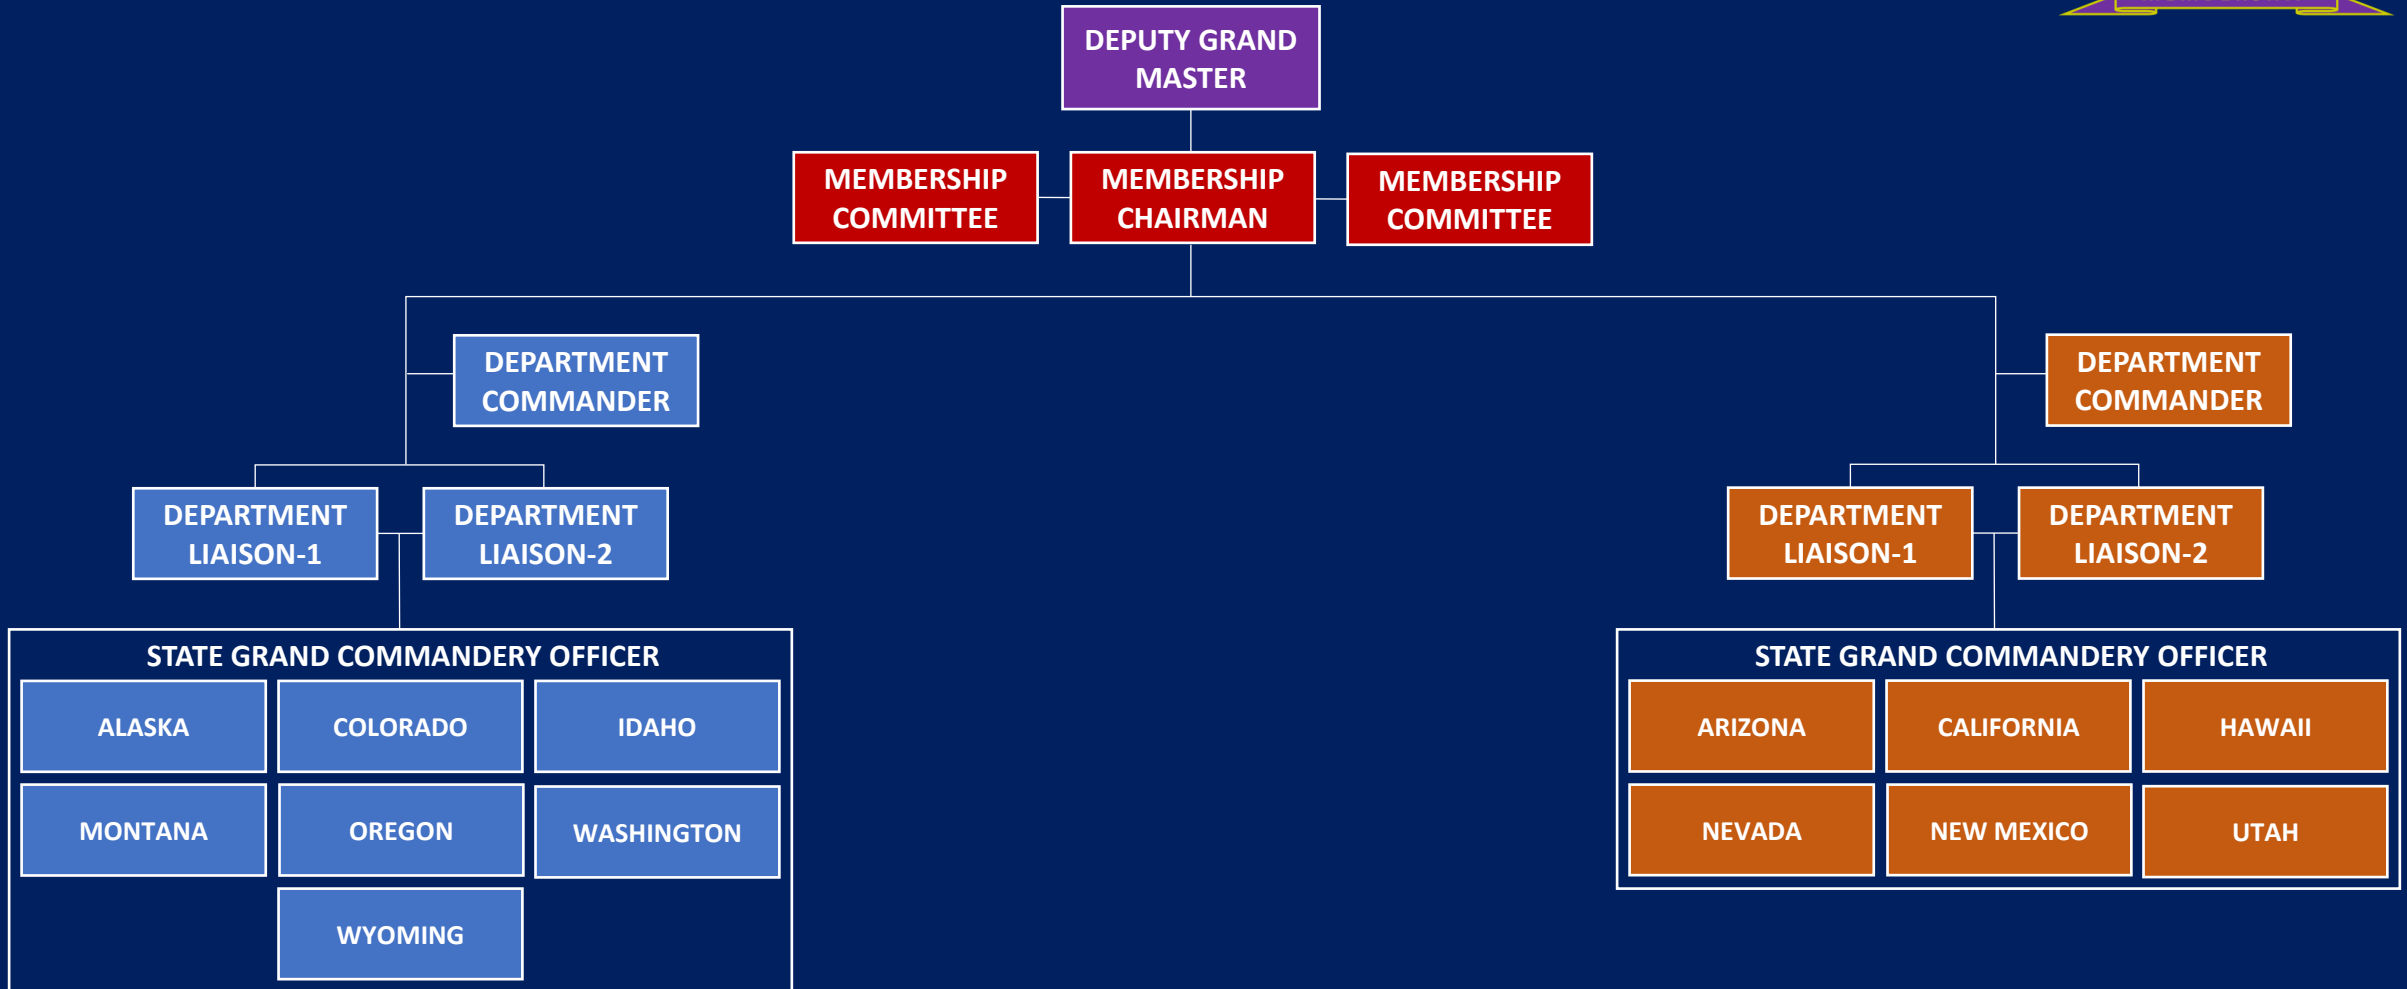 DEPUTY GRAND
MASTER
MEMBERSHIP
COMMITTEE
MEMBERSHIP
CHAIRMAN
MEMBERSHIP
COMMITTEE
DEPARTMENT
COMMANDER
DEPARTMENT
COMMANDER
DEPARTMENT
LIAISON-1
DEPARTMENT
LIAISON-2
DEPARTMENT
LIAISON-1
DEPARTMENT
LIAISON-2
STATE GRAND COMMANDERY OFFICER
ALASKA
COLORADO
IDAHO
MONTANA
OREGON
WASHINGTON
WYOMING
STATE GRAND COMMANDERY OFFICER
ARIZONA
CALIFORNIA
HAWAII
NEVADA
NEW MEXICO
UTAH